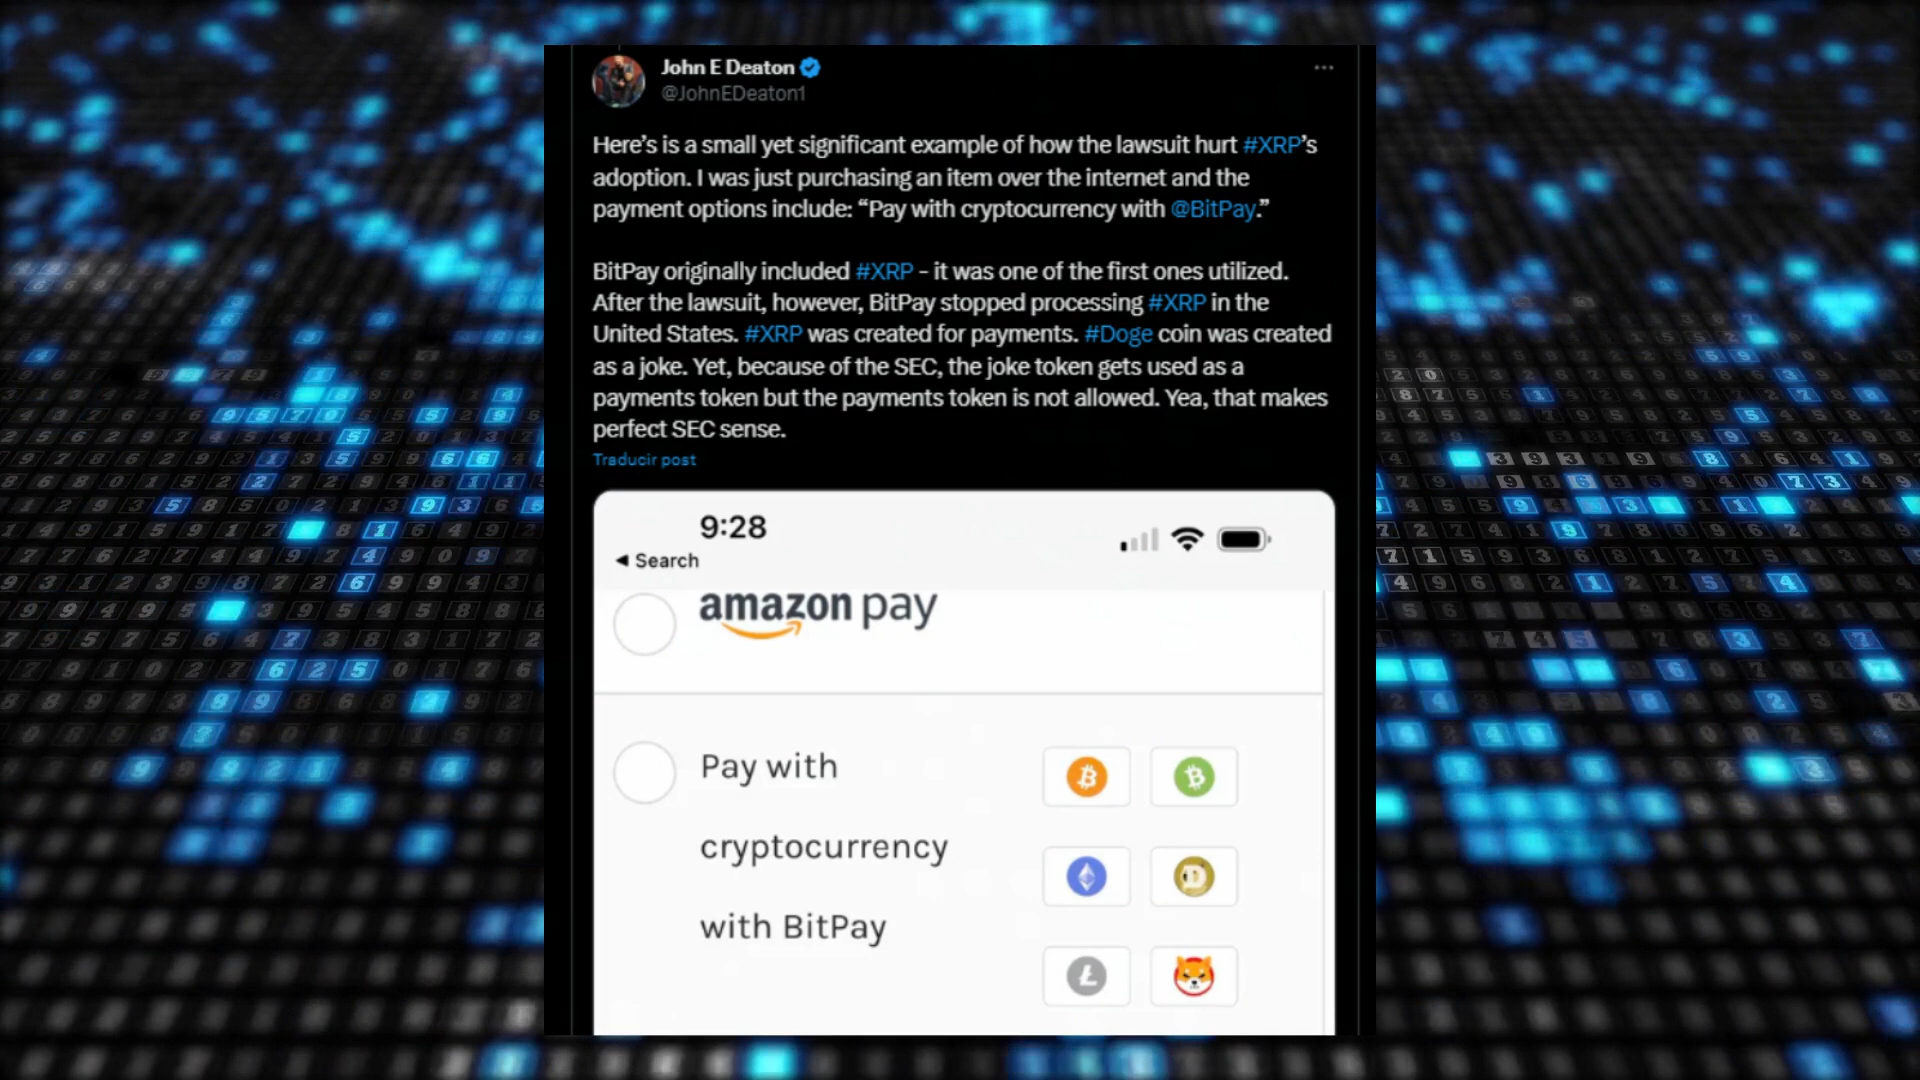 John E Deaton
@JohnEDeaton1
Here’s is a small yet significant example of how the lawsuit hurt #XRP’s
adoption. I was just purchasing an item over the internet and the
payment options include: “Pay with cryptocurrency with @BitPay.”
BitPay originally included #XRP - it was one of the first ones utilized.
After the lawsuit, however, BitPay stopped processing #XRP in the
United States. #XRP was created for payments. #Doge coin was created
as a joke. Yet, because of the SEC, the joke token gets used as a
payments token but the payments token is not allowed. Yea, that makes
perfect SEC sense.
Traducir post
9:28
Search
amazon pay
Pay with
cryptocurrency
with BitPay